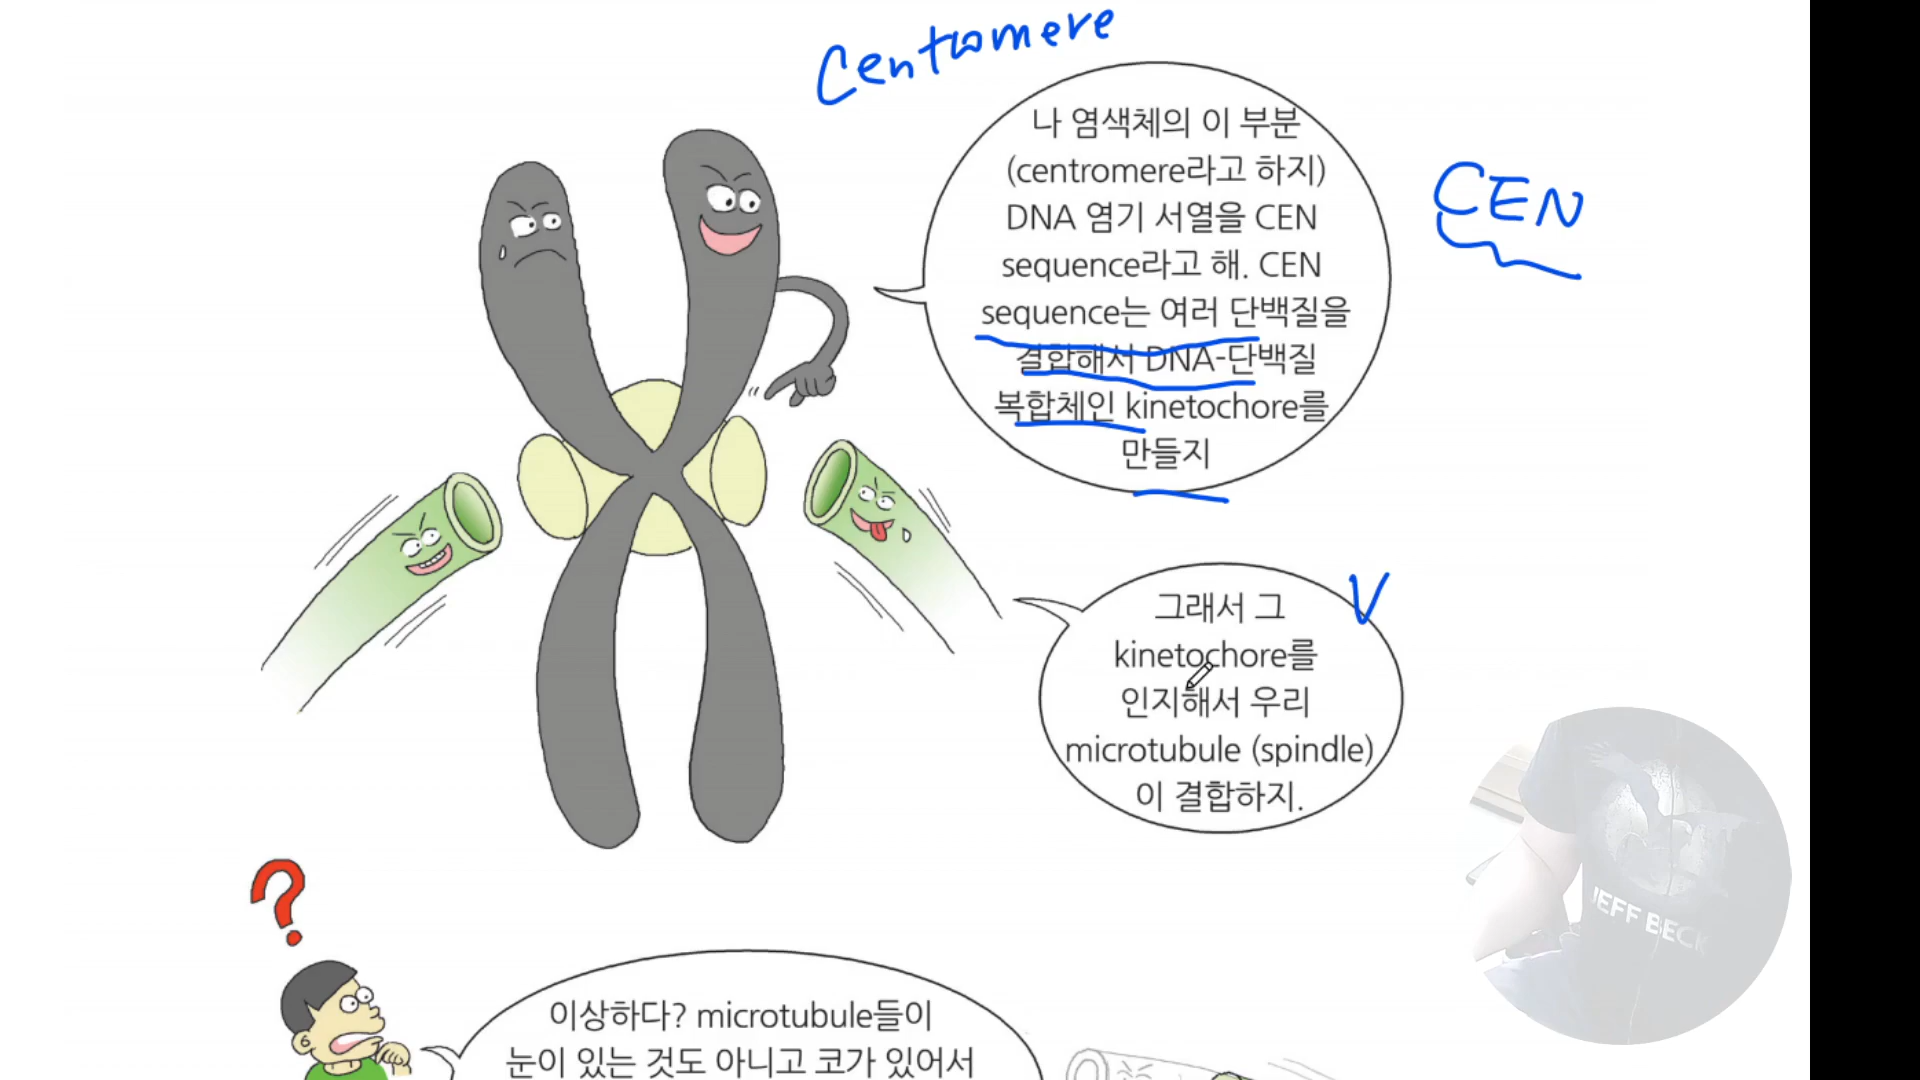 Centromere
나 염색체의 이 부분
(centromere라고 하지)
DNA 염기 서열을 CEN
sequence라고 해. CEN
sequence는 여러 단백질을
결합해서 DNA-단백질
복합체인 kinetochore를
만들지
CEN
그래서 그
kinetochore를
인지해서 우리
microtubule (spindle)
이 결합하지.
?
이상하다? microtubule들이
눈이 있는 것도 아니고 코가 있어서
JEFF BECK